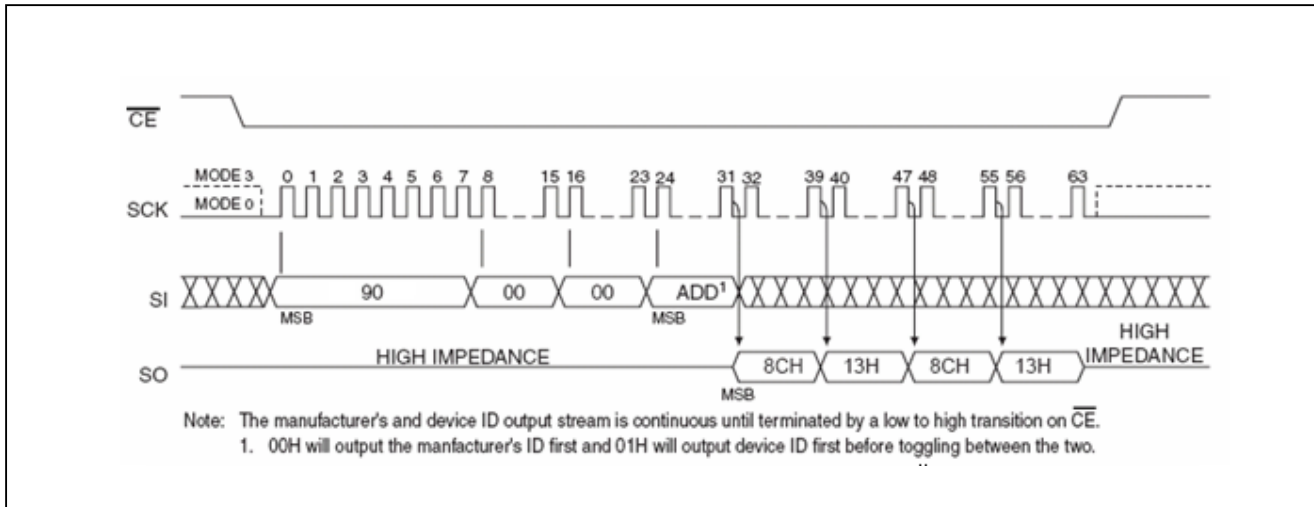 CE
MODE 3
0 1 2 3 4 5 6 7 8 15 16 23 24 31 32 39 40 47 48 55 56 63
SCK MODE 0
SI 90 00 00 ADD1
MSB MSB
HIGH IMPEDANCE
HIGH IMPEDANCE
SO 8CH 13H 8CH 13H
MSB
Note: The manufacturer's and device ID output stream is continuous until terminated by a low to high transition on CE.
1. 00H will output the manfacturer's ID first and 01H will output device ID first before toggling between the two.